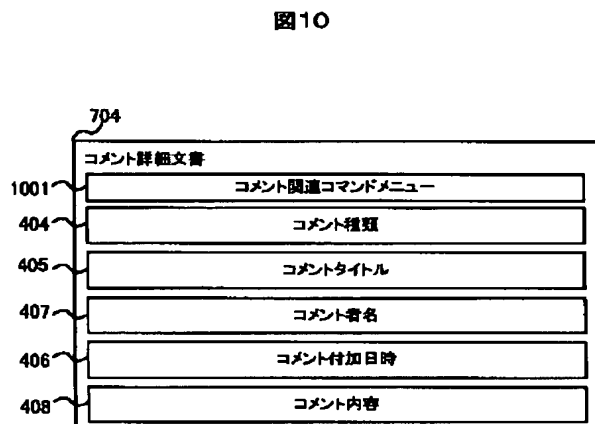 図10
704
コメント詳細文書
1001 コメント関連コマンドメニュー
404 コメント種類
405 コメントタイトル
407 コメント者名
406 コメント付加日時
408 コメント内容